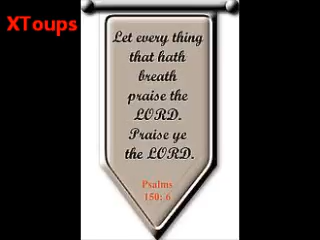 XToups
Let every thing
that hath
breath
praise the
LORD.
Praise ye
the LORD.
Psalms
150: 6